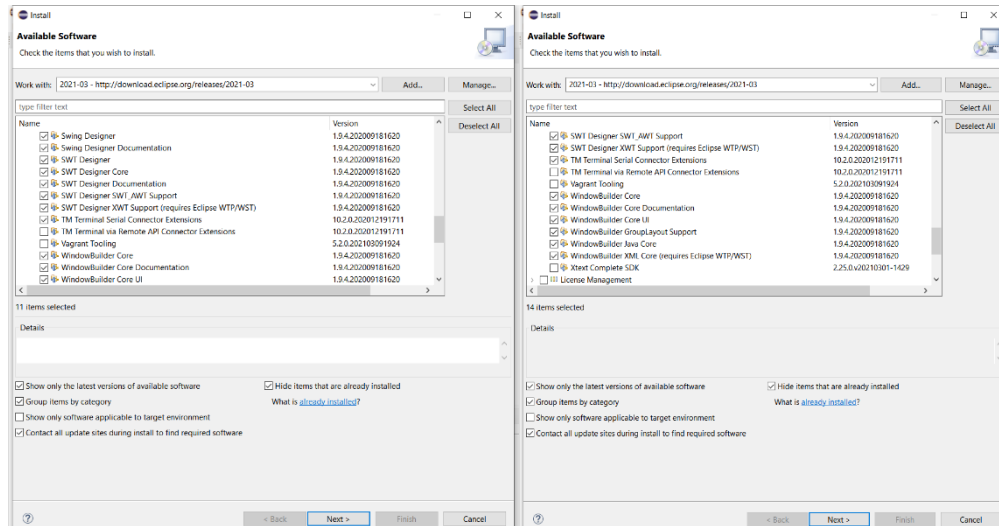 Install
Available Software
Check the items that you wish to install.
Work with: 2021-03 - http://download.eclipse.org/releases/2021-03 Add... Manage...
type filter text Select All
Deselect All
Name Version
Swing Designer 1.9.4.202009181620
Swing Designer Documentation 1.9.4.202009181620
SWT Designer 1.9.4.202009181620
SWT Designer Core 1.9.4.202009181620
SWT Designer Documentation 1.9.4.202009181620
SWT Designer SWT_AWT Support 1.9.4.202009181620
SWT Designer XWT Support (requires Eclipse WTP/WST) 1.9.4.202009181620
TM Terminal Serial Connector Extensions 10.2.0.202012191711
TM Terminal via Remote API Connector Extensions 10.2.0.202012191711
Vagrant Tooling 5.2.0.202103091924
WindowBuilder Core 1.9.4.202009181620
WindowBuilder Core Documentation 1.9.4.202009181620
WindowBuilder Core UI 1.9.4.202009181620
11 items selected
Details
Show only the latest versions of available software Hide items that are already installed
Group items by category What is already installed?
Show only software applicable to target environment
Contact all update sites during install to find required software
< Back Next > Finish Cancel
Install
Available Software
Check the items that you wish to install.
Work with: 2021-03 - http://download.eclipse.org/releases/2021-03 Add... Manage...
type filter text Select All
Deselect All
Name Version
SWT Designer SWT_AWT Support 1.9.4.202009181620
SWT Designer XWT Support (requires Eclipse WTP/WST) 1.9.4.202009181620
TM Terminal Serial Connector Extensions 10.2.0.202012191711
TM Terminal via Remote API Connector Extensions 10.2.0.202012191711
Vagrant Tooling 5.2.0.202103091924
WindowBuilder Core 1.9.4.202009181620
WindowBuilder Core Documentation 1.9.4.202009181620
WindowBuilder Core UI 1.9.4.202009181620
WindowBuilder GroupLayout Support 1.9.4.202009181620
WindowBuilder Java Core 1.9.4.202009181620
WindowBuilder XML Core (requires Eclipse WTP/WST) 1.9.4.202009181620
Xtext Complete SDK 2.25.0.v20210301-1429
License Management
14 items selected
Details
Show only the latest versions of available software Hide items that are already installed
Group items by category What is already installed?
Show only software applicable to target environment
Contact all update sites during install to find required software
< Back Next > Finish Cancel